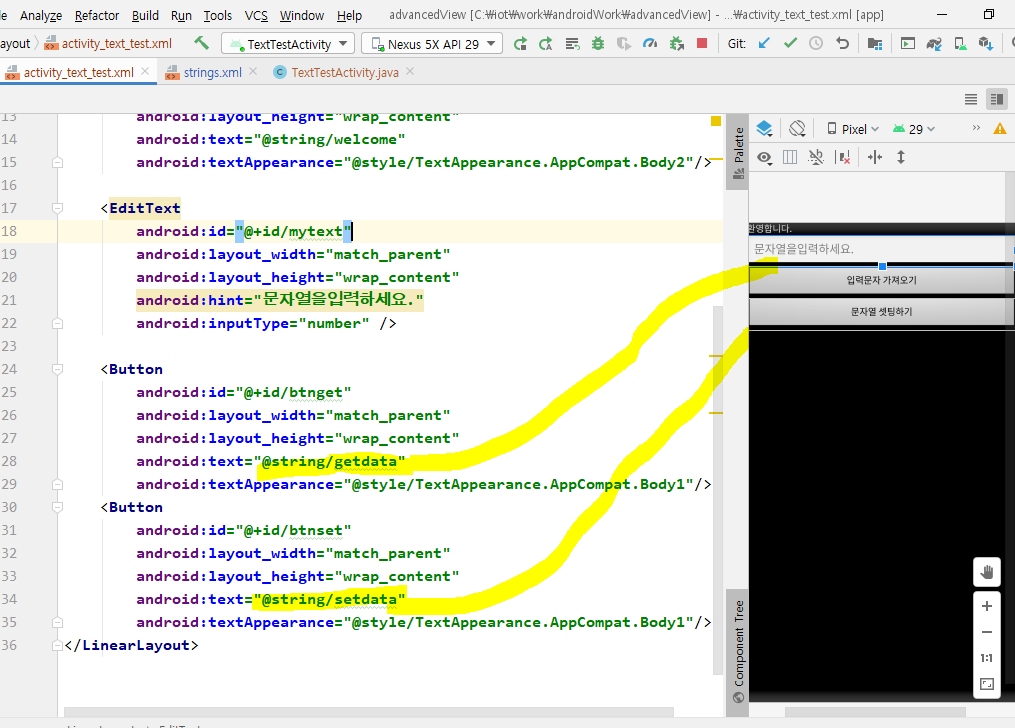 Analyze Refactor Build Run Tools VCS Window Help advancedView [C:₩iot₩work₩androidWork₩advancedView] - ...₩activity_text_test.xml [app]
ayout activity_text_test.xml TextTestActivity Nexus 5X API 29 Git:
activity_text_test.xml strings.xml TextTestActivity.java
13 android:layout_height="wrap_content"
14 android:text="@string/welcome"
15 android:textAppearance="@style/TextAppearance.AppCompat.Body2"/>
16
17 <EditText
18 android:id="@+id/mytext"
19 android:layout_width="match_parent"
20 android:layout_height="wrap_content"
21 android:hint="문자열을입력하세요."
22 android:inputType="number" />
23
24 <Button
25 android:id="@+id/btnget"
26 android:layout_width="match_parent"
27 android:layout_height="wrap_content"
28 android:text="@string/getdata"
29 android:textAppearance="@style/TextAppearance.AppCompat.Body1"/>
30 <Button
31 android:id="@+id/btnset"
32 android:layout_width="match_parent"
33 android:layout_height="wrap_content"
34 android:text="@string/setdata"
35 android:textAppearance="@style/TextAppearance.AppCompat.Body1"/>
36 </LinearLayout>
Palette
Component Tree
Pixel 29
환영합니다.
문자열을입력하세요.
입력문자 가져오기
문자열 셋팅하기
1:1